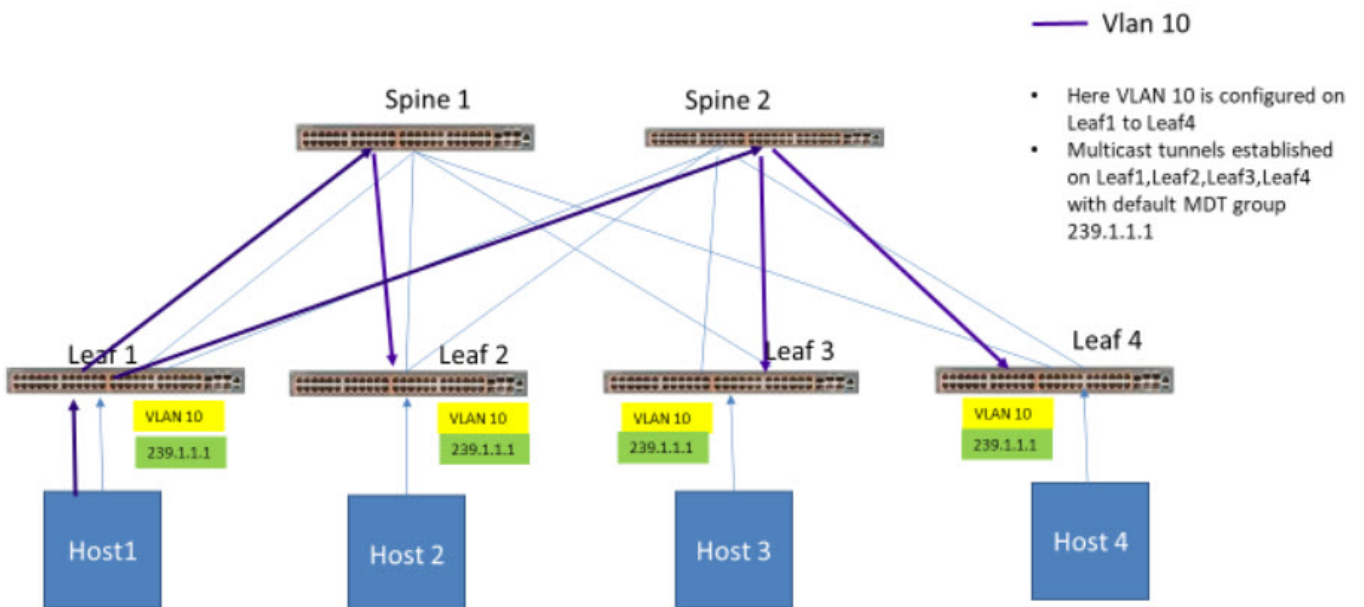 Vlan 10
Spine 1
Spine 2
• Here VLAN 10 is configured on
Leaf1 to Leaf4
• Multicast tunnels established
on Leaf1,Leaf2,Leaf3,Leaf4
with default MDT group
239.1.1.1
Leaf 1
Leaf 2
Leaf 3
Leaf 4
VLAN 10
239.1.1.1
VLAN 10
239.1.1.1
VLAN 10
239.1.1.1
VLAN 10
239.1.1.1
Host1
Host 2
Host 3
Host 4